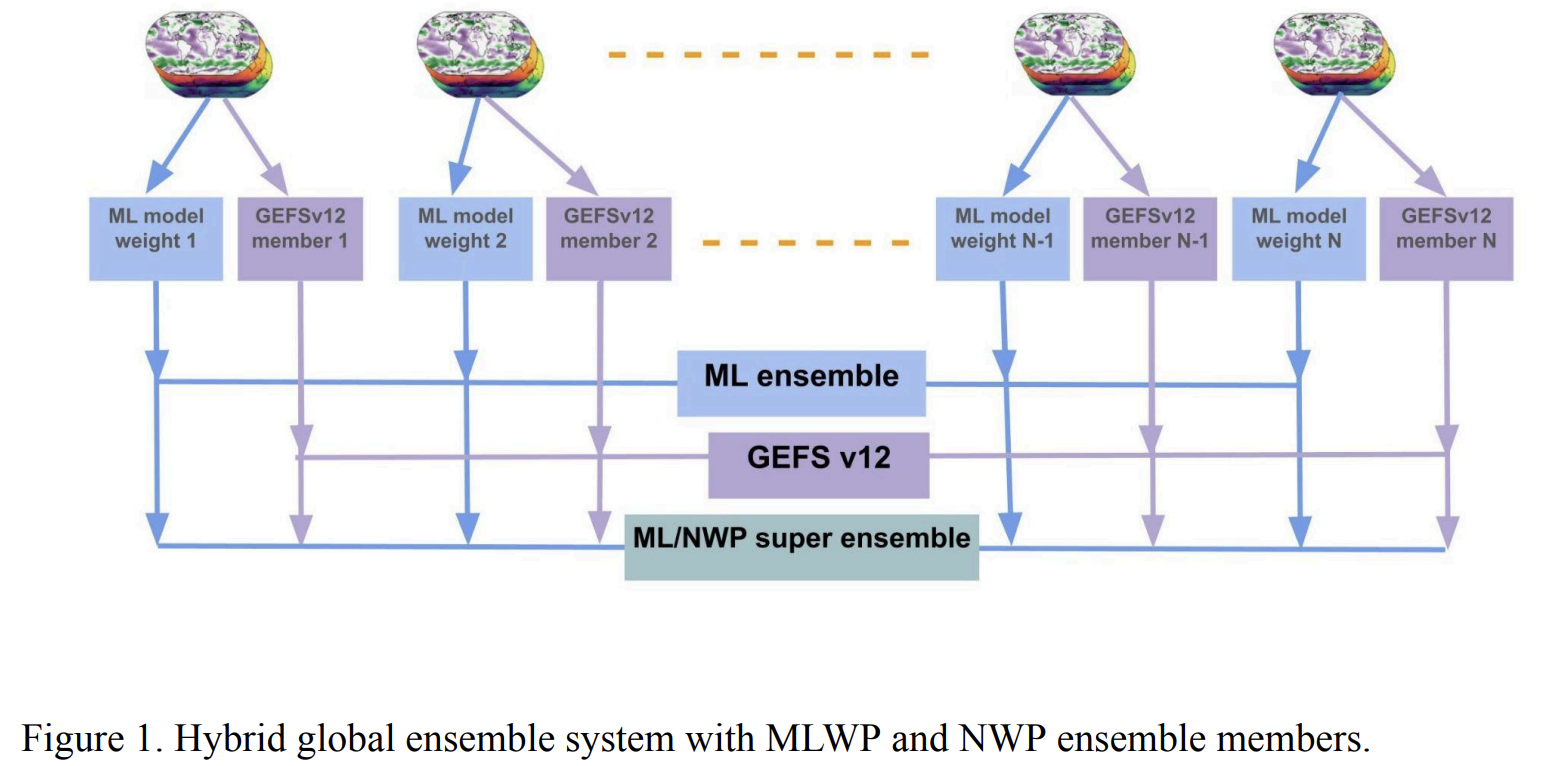 ML model
weight 1
GEFSv12
member 1
ML model
weight 2
GEFSv12
member 2
ML model
weight N-1
GEFSv12
member N-1
ML model
weight N
GEFSv12
member N
ML ensemble
GEFS v12
ML/NWP super ensemble
Figure 1. Hybrid global ensemble system with MLWP and NWP ensemble members.